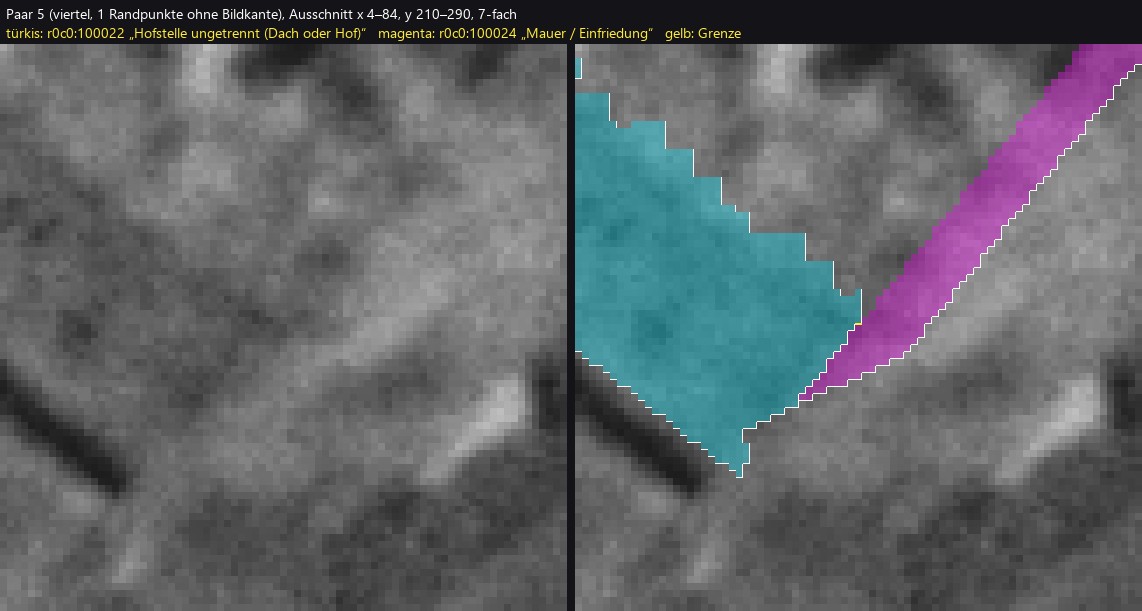 Paar 5 (viertel, 1 Randpunkte ohne Bildkante), Ausschnitt x 4–84, y 210–290, 7-fach
türkis: r0c0:100022 „Hofstelle ungetrennt (Dach oder Hof)“ magenta: r0c0:100024 „Mauer / Einfriedung“ gelb: Grenze